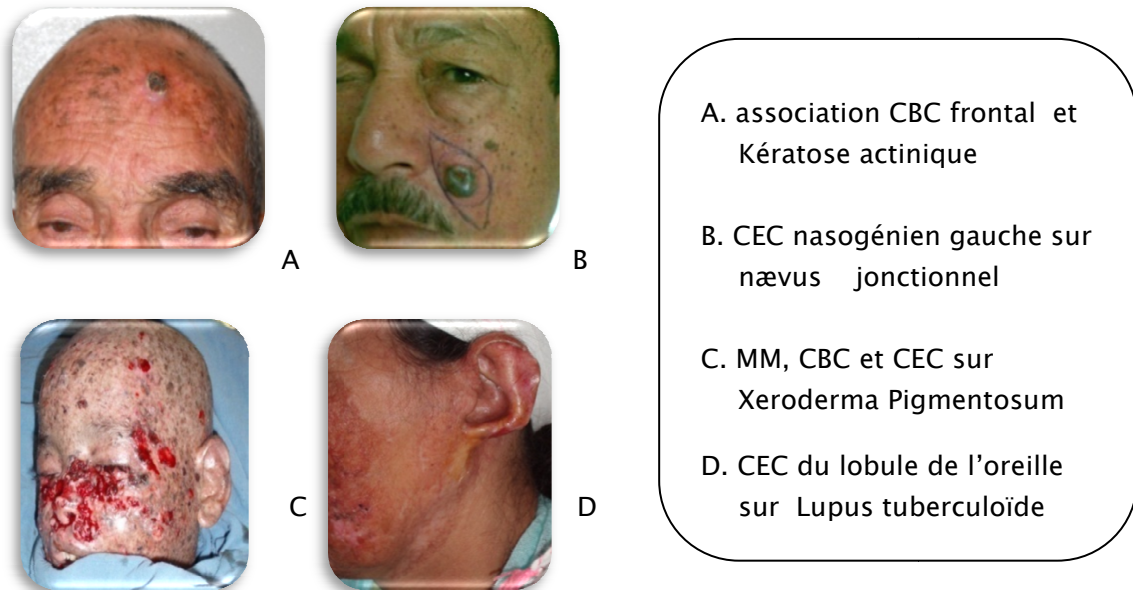 A
B
C
D
A. association CBC frontal et
Kératose actinique
B. CEC nasogénien gauche sur
nævus jonctionnel
C. MM, CBC et CEC sur
Xeroderma Pigmentosum
D. CEC du lobule de l’oreille
sur Lupus tuberculoïde